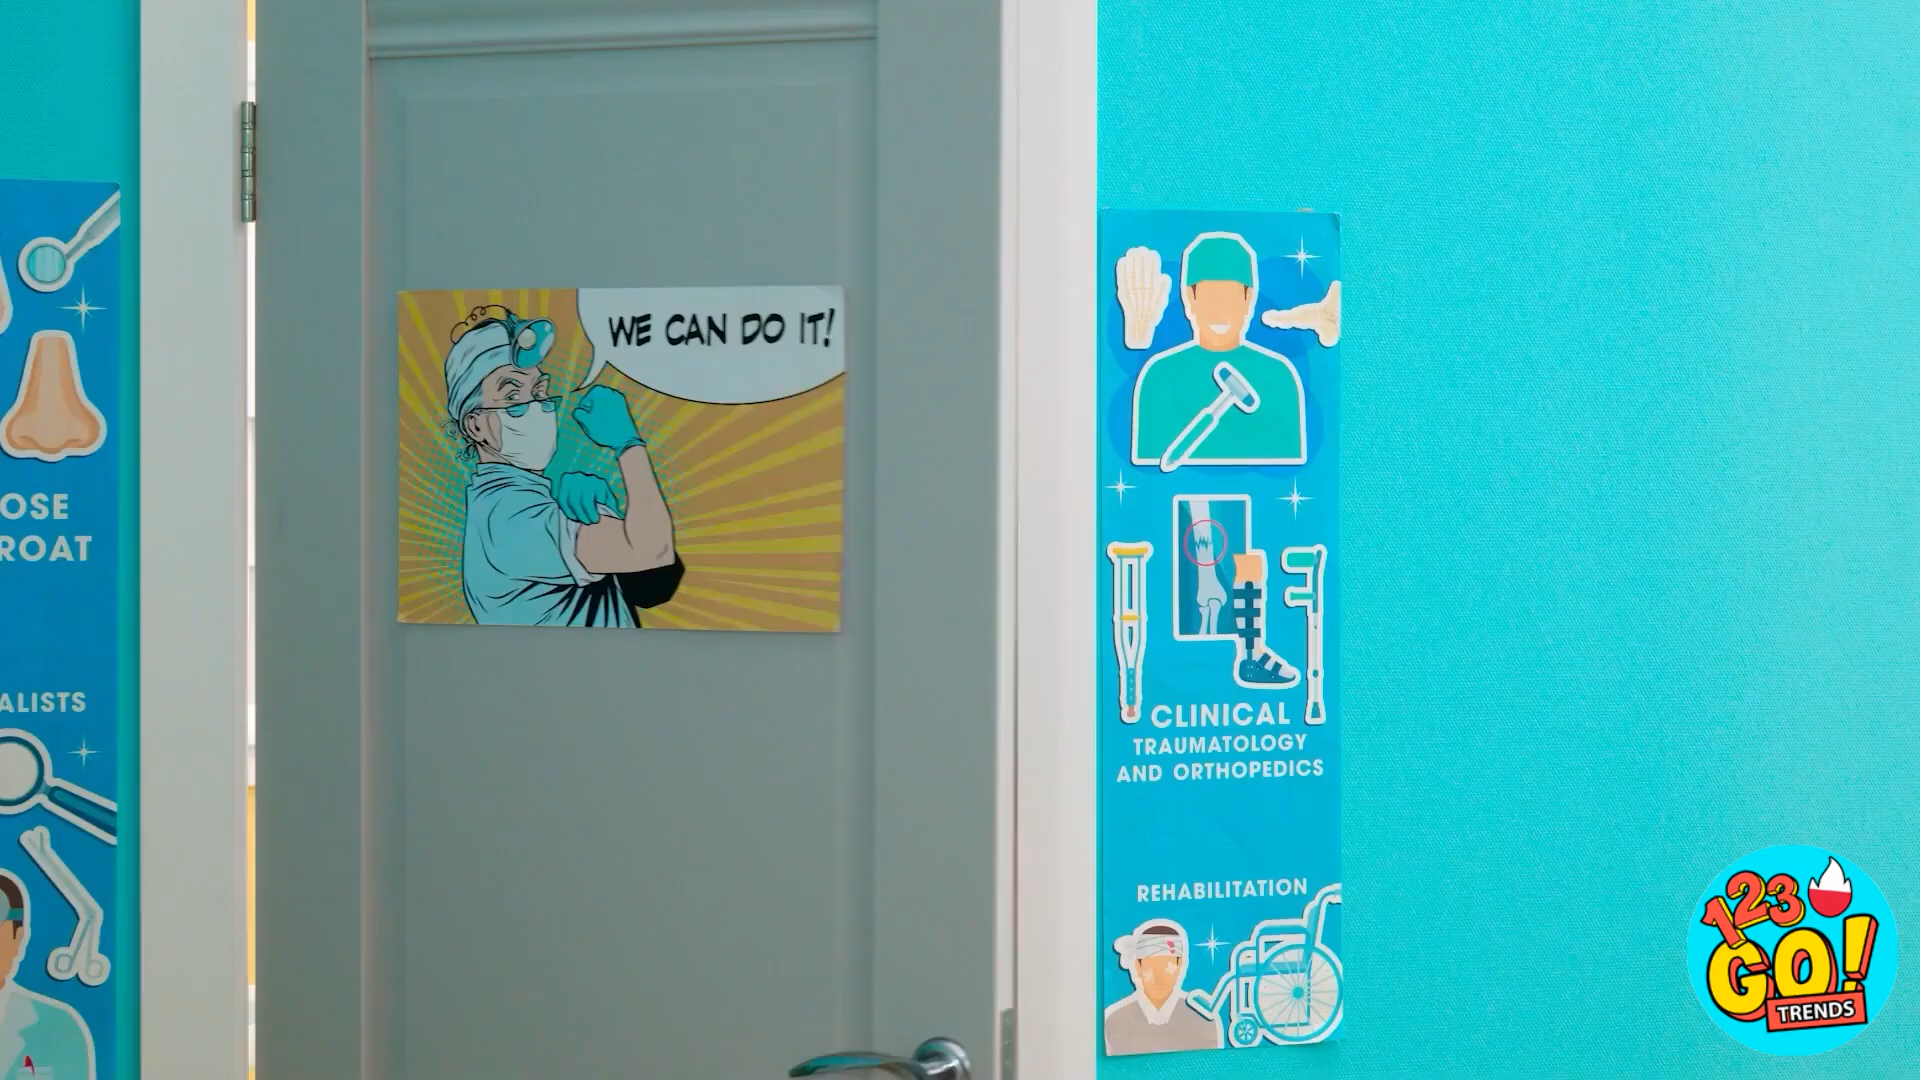 OSE
ROAT
ALISTS
WE CAN DO IT!
CLINICAL
TRAUMATOLOGY
AND ORTHOPEDICS
REHABILITATION
123
GO!
TRENDS